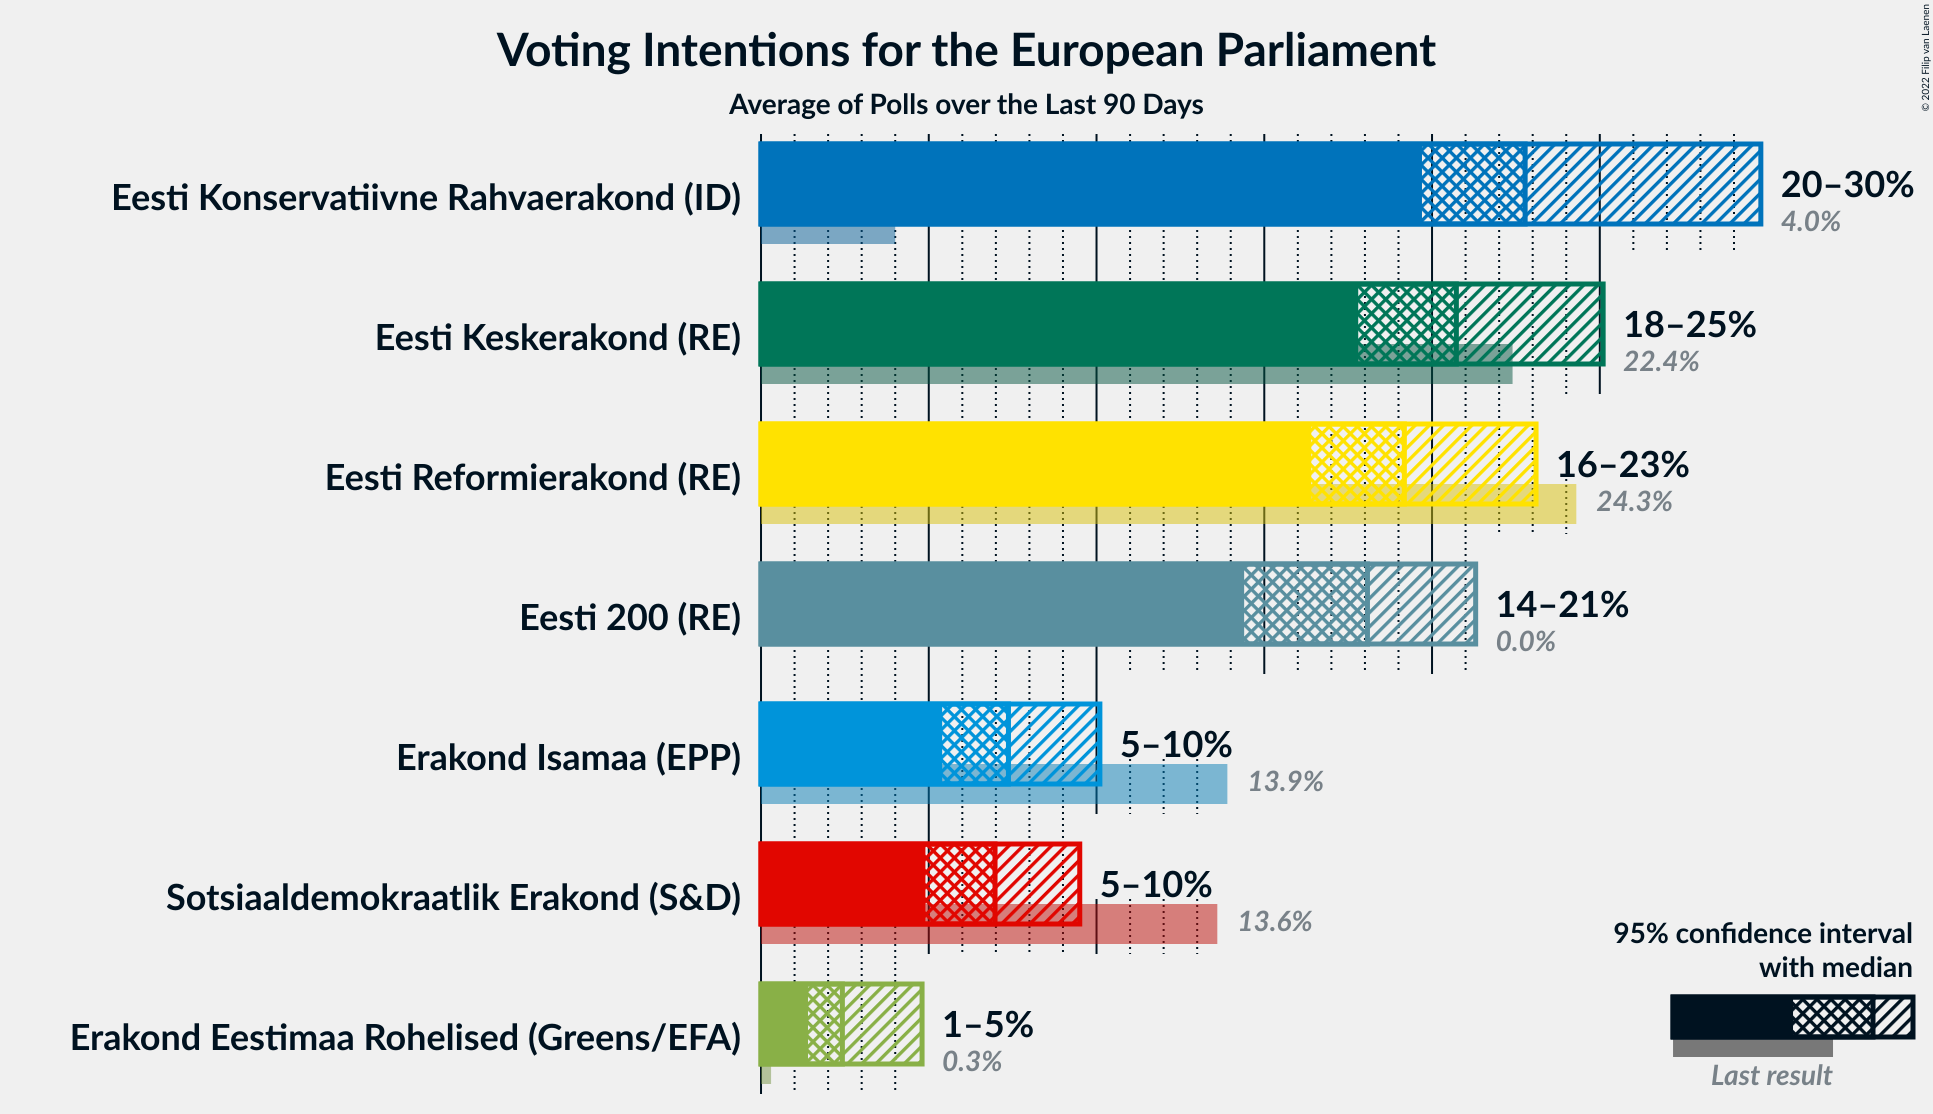 Voting Intentions for the European Parliament
Average of Polls over the Last 90 Days
© 2022 Filip van Laenen
Eesti Konservatiivne Rahvaerakond (ID)
20–30%
4.0%
Eesti Keskerakond (RE)
18–25%
22.4%
Eesti Reformierakond (RE)
16–23%
24.3%
Eesti 200 (RE)
14–21%
0.0%
Erakond Isamaa (EPP)
5–10%
13.9%
Sotsiaaldemokraatlik Erakond (S&D)
5–10%
13.6%
Erakond Eestimaa Rohelised (Greens/EFA)
1–5%
0.3%
95% confidence interval
with median
Last result